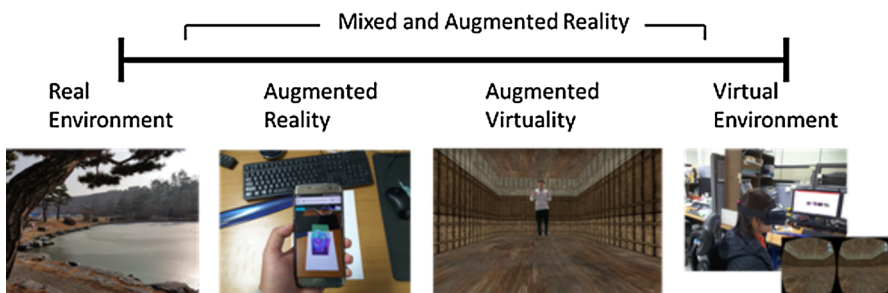 Mixed and Augmented Reality
Real
Environment
Augmented
Reality
Augmented
Virtuality
Virtual
Environment